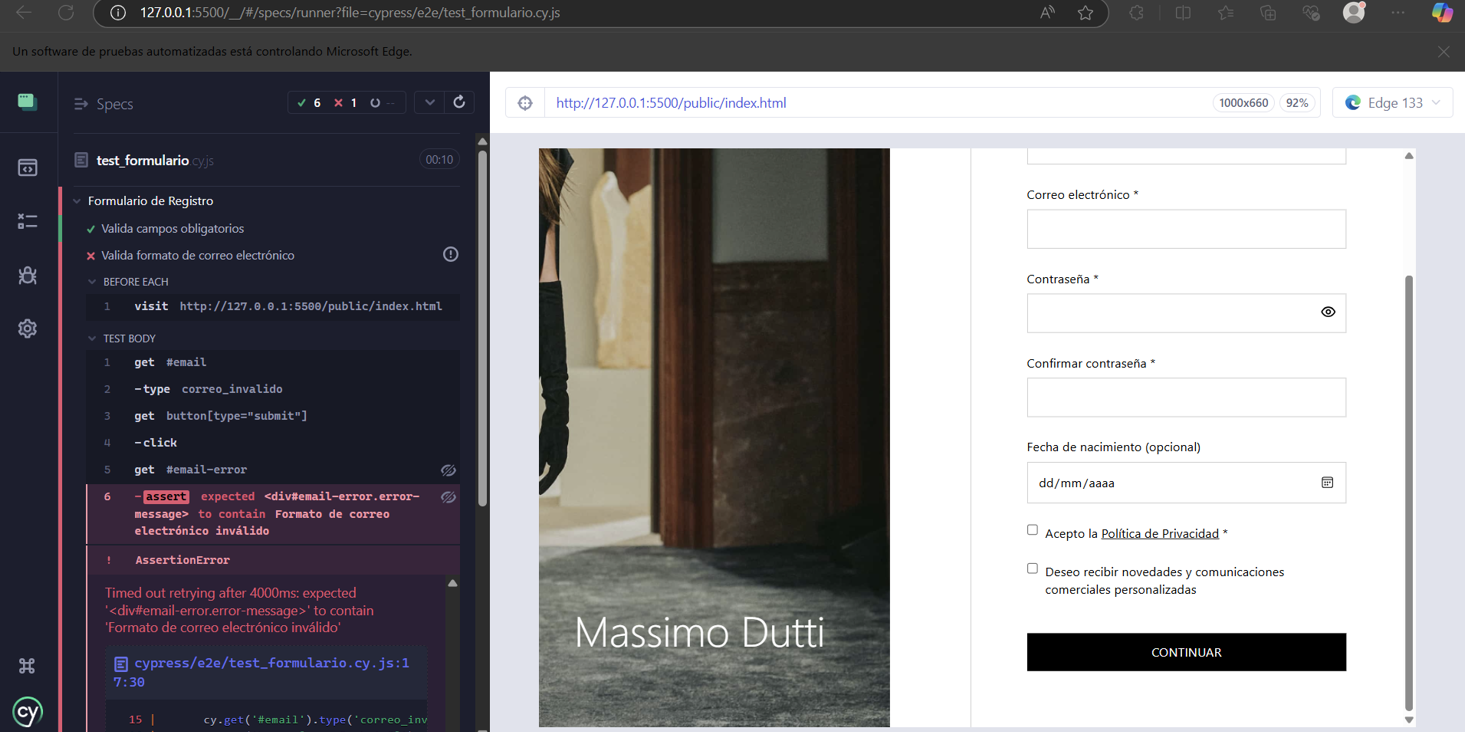 127.0.0.1:5500/__/#/specs/runner?file=cypress/e2e/test_formulario.cy.js
Un software de pruebas automatizadas está controlando Microsoft Edge.
Specs
6 1 --
test_formulario.cy.js 00:10
Formulario de Registro
Valida campos obligatorios
Valida formato de correo electrónico
BEFORE EACH
1 visit http://127.0.0.1:5500/public/index.html
TEST BODY
1 get #email
2 -type correo_invalido
3 get button[type="submit"]
4 -click
5 get #email-error
6 -assert expected <div#email-error.error-
message> to contain Formato de correo
electrónico inválido
! AssertionError
Timed out retrying after 4000ms: expected
'<div#email-error.error-message>' to contain
'Formato de correo electrónico inválido'
cypress/e2e/test_formulario.cy.js:1
7:30
15 | cy.get('#email').type('correo_inv
cy
http://127.0.0.1:5500/public/index.html
1000x660 92%
Edge 133
Massimo Dutti
Correo electrónico *
Contraseña *
Confirmar contraseña *
Fecha de nacimiento (opcional)
dd/mm/aaaa
Acepto la Política de Privacidad *
Deseo recibir novedades y comunicaciones
comerciales personalizadas
CONTINUAR